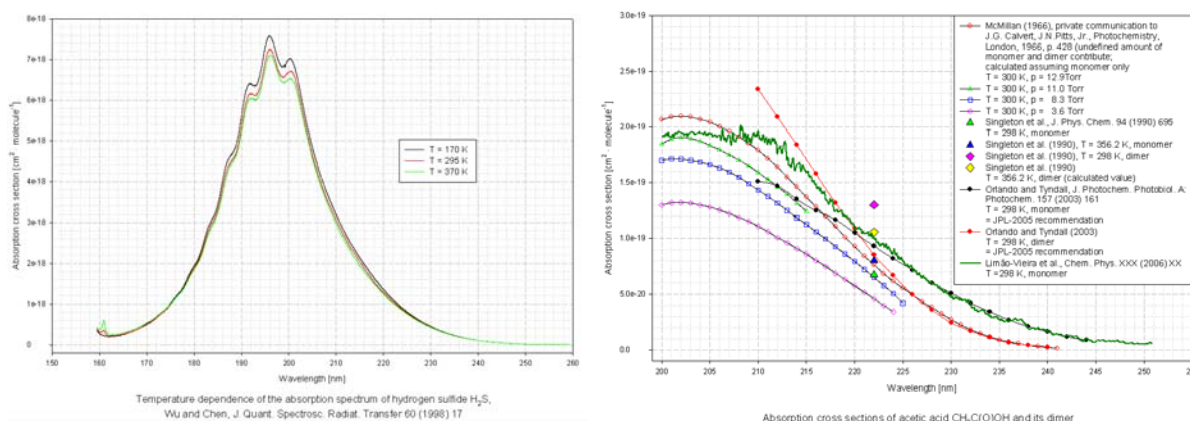 8e-18
7e-18
6e-18
5e-18
4e-18
3e-18
2e-18
1e-18
0
Absorption cross section [cm² · molecule⁻¹]
T = 170 K
T = 295 K
T = 370 K
150 160 170 180 190 200 210 220 230 240 250 260
Wavelength [nm]
Temperature dependence of the absorption spectrum of hydrogen sulfide H₂S,
Wu and Chen, J. Quant. Spectrosc. Radiat. Transfer 60 (1998) 17
3.0e-19
2.5e-19
2.0e-19
1.5e-19
1.0e-19
5.0e-20
0.0
Absorption cross section [cm² · molecule⁻¹]
McMillan (1966), private communication to
J.G. Calvert, J.N.Pitts, Jr., Photochemistry,
London, 1966, p. 428 (undefined amount of
monomer and dimer contribute;
calculated assuming monomer only
T = 300 K, p = 12.9Torr
T = 300 K, p = 11.0 Torr
T = 300 K, p = 8.3 Torr
T = 300 K, p = 3.6 Torr
Singleton et al., J. Phys. Chem. 94 (1990) 695
T = 298 K, monomer
Singleton et al. (1990), T = 356.2 K, monomer
Singleton et al. (1990), T = 298 K, dimer
Singleton et al. (1990)
T = 356.2 K, dimer (calculated value)
Orlando and Tyndall, J. Photochem. Photobiol. A:
Photochem. 157 (2003) 161
T = 298 K, monomer
= JPL-2005 recommendation
Orlando and Tyndall (2003)
T = 298 K, dimer
= JPL-2005 recommendation
Limão-Vieira et al., Chem. Phys. XXX (2006) XX
T =298 K, monomer
195 200 205 210 215 220 225 230 235 240 245 250
Wavelength [nm]
Absorption cross sections of acetic acid CH₃C(O)OH and its dimer